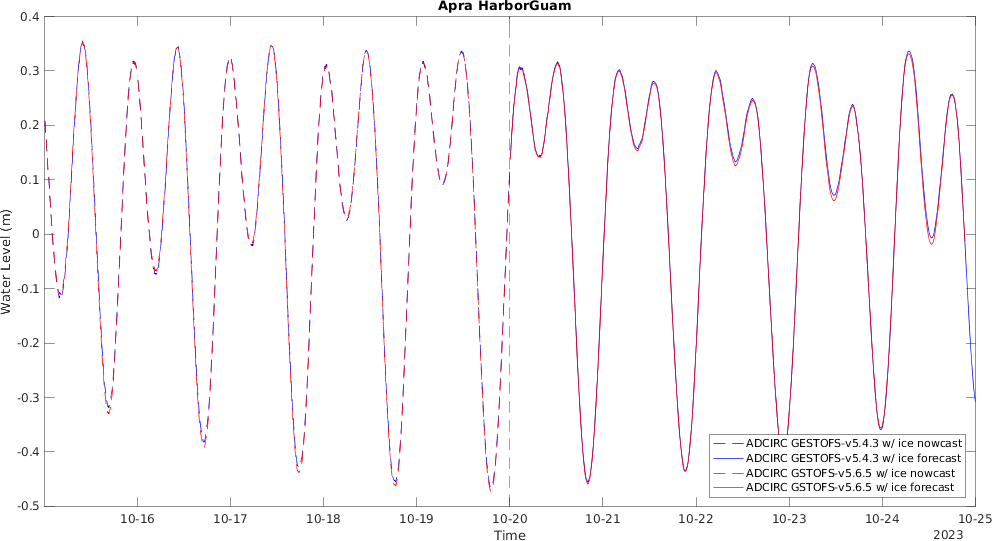 Apra HarborGuam
0.4
0.3
0.2
0.1
0
-0.1
-0.2
-0.3
-0.4
-0.5
Water Level (m)
ADCIRC GESTOFS-v5.4.3 w/ ice nowcast
ADCIRC GESTOFS-v5.4.3 w/ ice forecast
ADCIRC GSTOFS-v5.6.5 w/ ice nowcast
ADCIRC GSTOFS-v5.6.5 w/ ice forecast
10-16 10-17 10-18 10-19 10-20 10-21 10-22 10-23 10-24 10-25
Time
2023